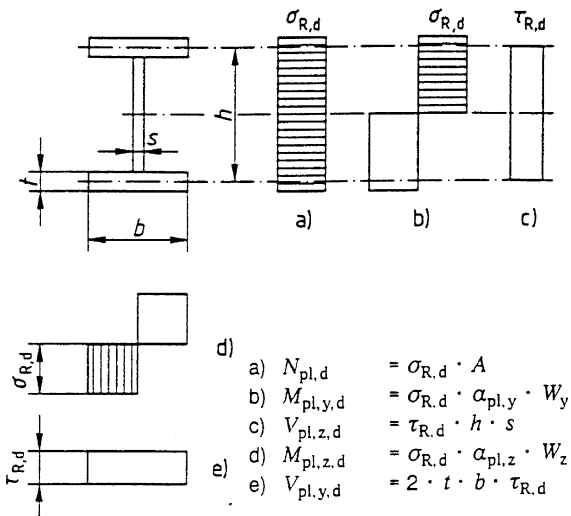 σR,d σR,d τR,d
h
s
t
b
a) b) c)
σR,d
d)
τR,d
e)
a) Npl,d = σR,d · A
b) Mpl,y,d = σR,d · αpl,y · Wy
c) Vpl,z,d = τR,d · h · s
d) Mpl,z,d = σR,d · αpl,z · Wz
e) Vpl,y,d = 2 · t · b · τR,d